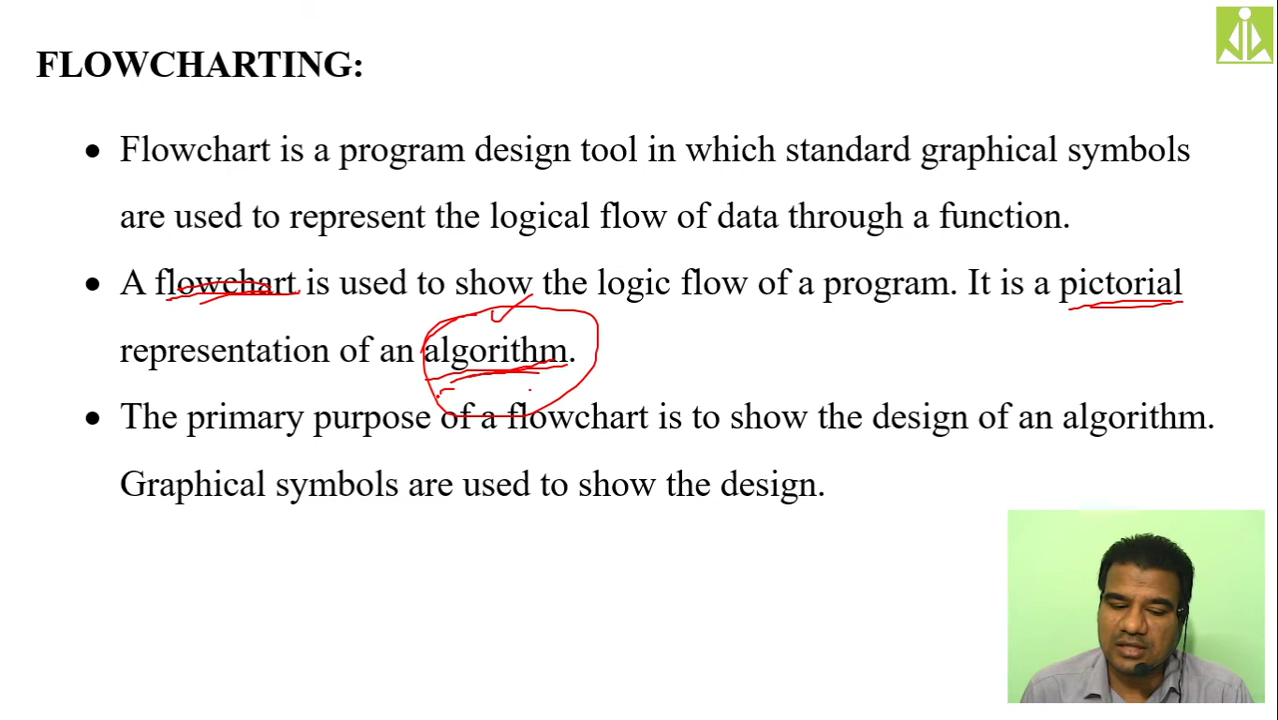 FLOWCHARTING:
• Flowchart is a program design tool in which standard graphical symbols
are used to represent the logical flow of data through a function.
• A flowchart is used to show the logic flow of a program. It is a pictorial
representation of an algorithm.
• The primary purpose of a flowchart is to show the design of an algorithm.
Graphical symbols are used to show the design.